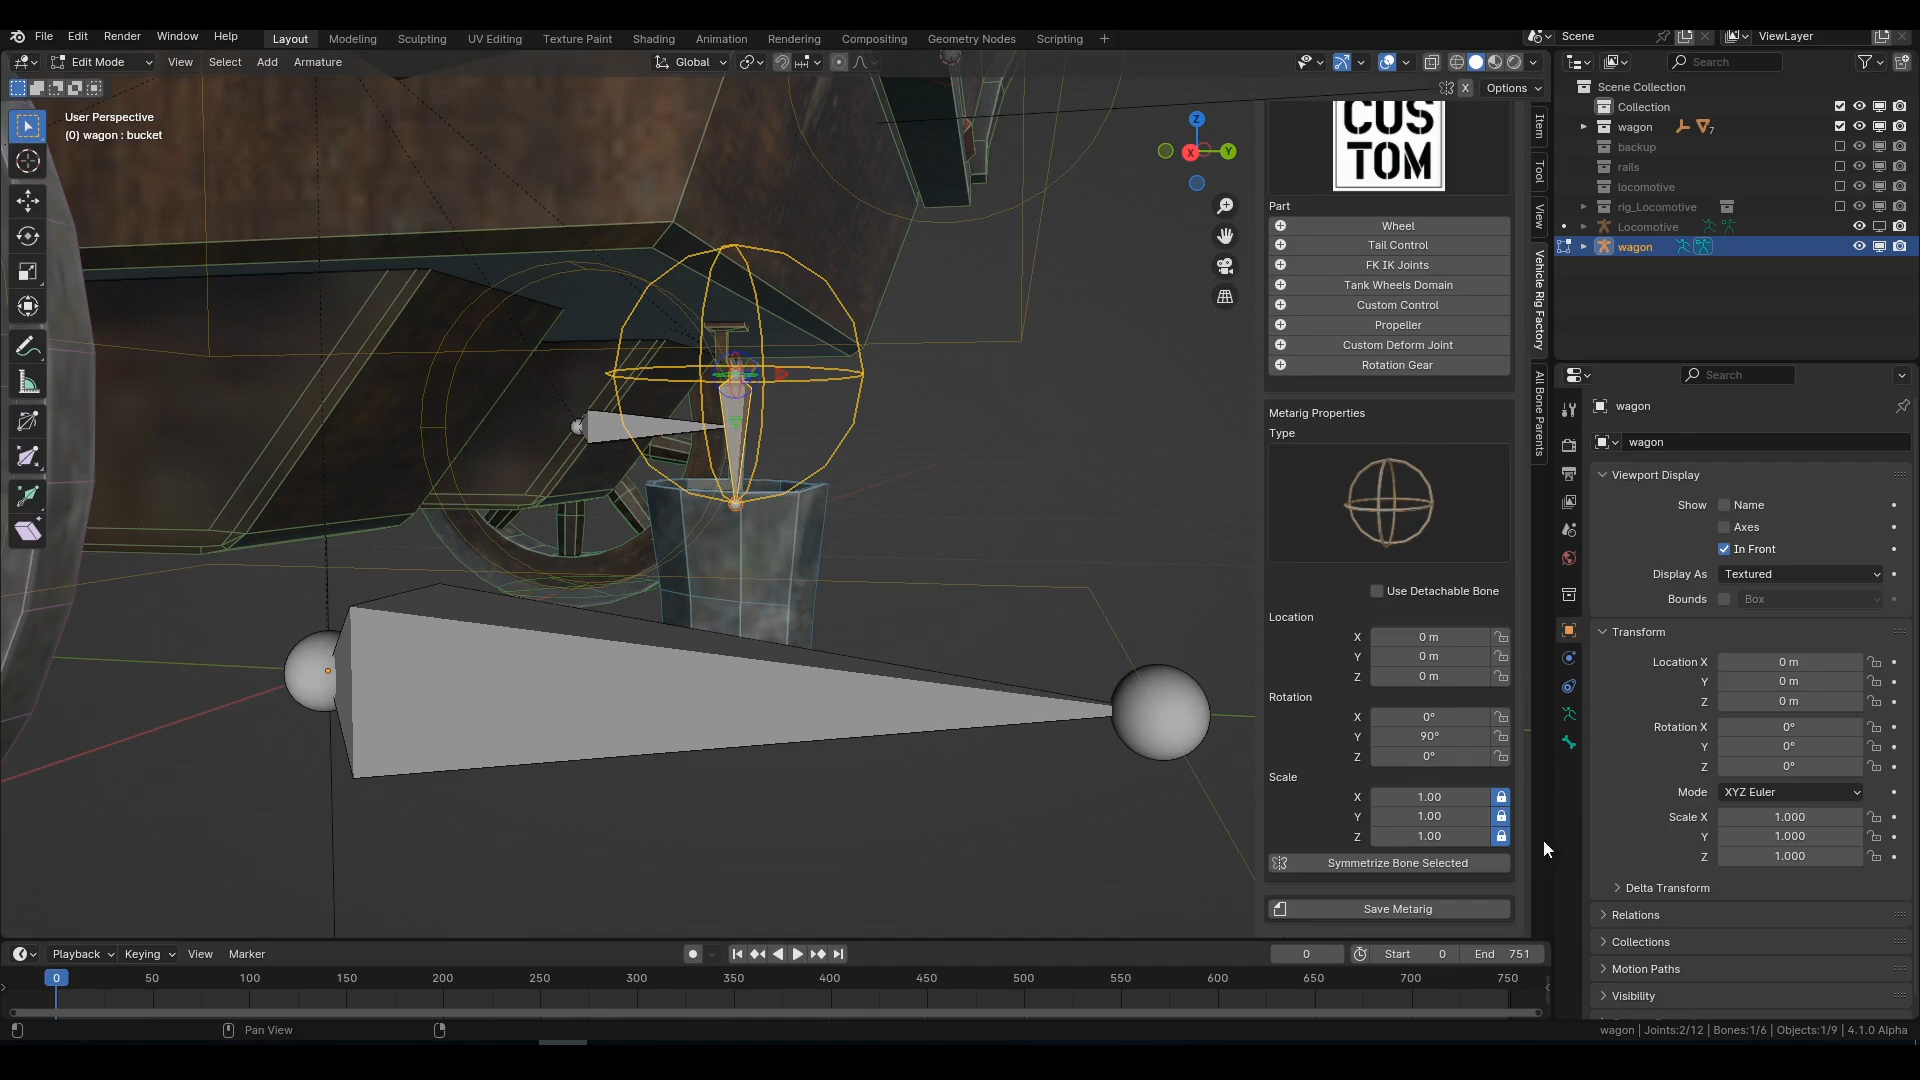 File Edit Render Window Help Layout Modeling Sculpting UV Editing Texture Paint Shading Animation Rendering Compositing Geometry Nodes Scripting + Scene ViewLayer
Edit Mode View Select Add Armature Global Search
X Options
User Perspective
(0) wagon : bucket
Z
X
Y
CUS
TOM
Part
Wheel
Tail Control
FK IK Joints
Tank Wheels Domain
Custom Control
Propeller
Custom Deform Joint
Rotation Gear
Metarig Properties
Type
Use Detachable Bone
Location
X 0 m
Y 0 m
Z 0 m
Rotation
X 0°
Y 90°
Z 0°
Scale
X 1.00
Y 1.00
Z 1.00
Symmetrize Bone Selected
Save Metarig
Item
Tool
View
Vehicle Rig Factory
All Bone Parents
Scene Collection
Collection
wagon 7
backup
rails
locomotive
rig_Locomotive
Locomotive
wagon
Search
wagon
wagon
Viewport Display
Show Name
Axes
In Front
Display As Textured
Bounds Box
Transform
Location X 0 m
Y 0 m
Z 0 m
Rotation X 0°
Y 0°
Z 0°
Mode XYZ Euler
Scale X 1.000
Y 1.000
Z 1.000
Delta Transform
Relations
Collections
Motion Paths
Visibility
Playback Keying View Marker 0 Start 0 End 751
0 50 100 150 200 250 300 350 400 450 500 550 600 650 700 750
Pan View
wagon | Joints:2/12 | Bones:1/6 | Objects:1/9 | 4.1.0 Alpha